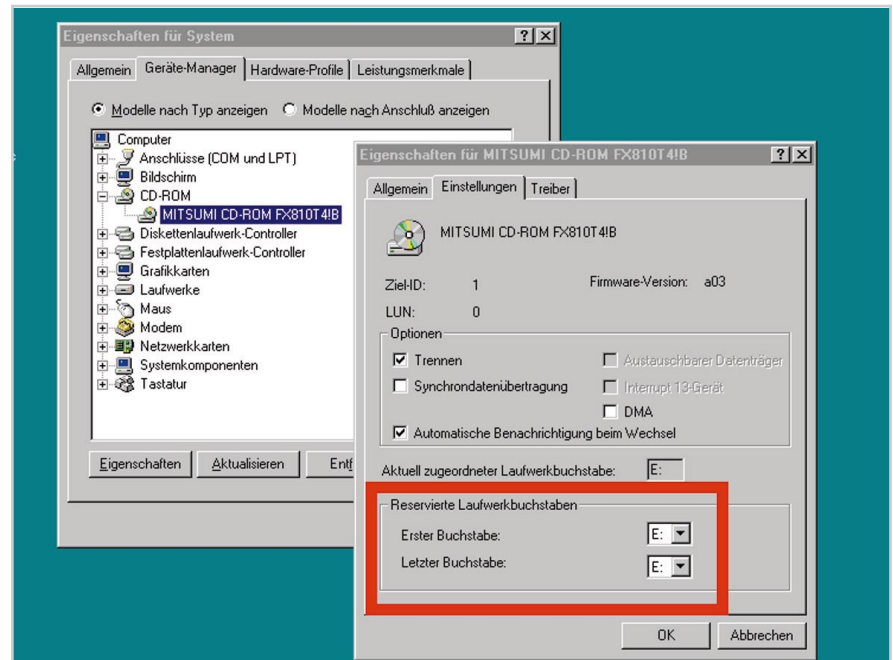 Eigenschaften für System
Allgemein Geräte-Manager Hardware-Profile Leistungsmerkmale
Modelle nach Typ anzeigen Modelle nach Anschluß anzeigen
Computer
Anschlüsse (COM und LPT)
Bildschirm
CD-ROM
MITSUMI CD-ROM FX810T4!B
Diskettenlaufwerk-Controller
Festplattenlaufwerk-Controller
Grafikkarten
Laufwerke
Maus
Modem
Netzwerkkarten
Systemkomponenten
Tastatur
Eigenschaften Aktualisieren Entf
Eigenschaften für MITSUMI CD-ROM FX810T4!B
Allgemein Einstellungen Treiber
MITSUMI CD-ROM FX810T4!B
Ziel-ID: 1 Firmware-Version: a03
LUN: 0
Optionen
Trennen Austauschbarer Datenträger
Synchrondatenübertragung Interrupt 13-Gerät
DMA
Automatische Benachrichtigung beim Wechsel
Aktuell zugeordneter Laufwerkbuchstabe: E:
Reservierte Laufwerkbuchstaben
Erster Buchstabe: E:
Letzter Buchstabe: E:
OK Abbrechen